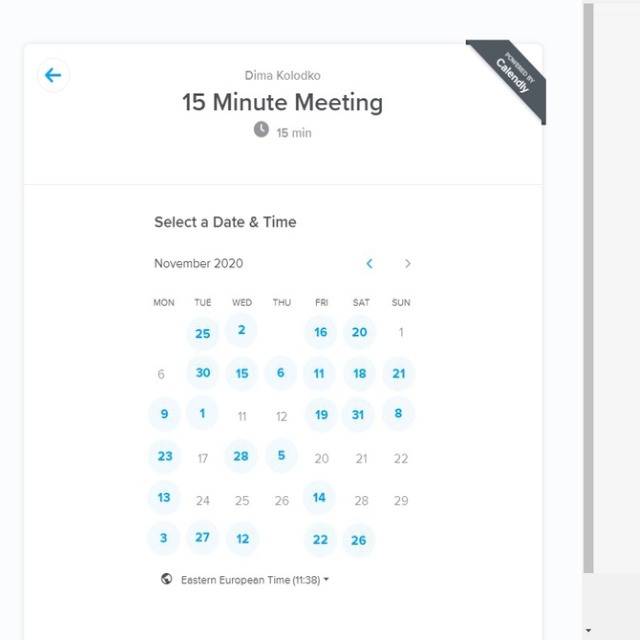 Dima Kolodko
POWERED BY
Calendly
15 Minute Meeting
15 min
Select a Date & Time
November 2020
MON TUE WED THU FRI SAT SUN
25 2 16 20 1
6 30 15 6 11 18 21
9 1 11 12 19 31 8
23 17 28 5 20 21 22
13 24 25 26 14 28 29
3 27 12 22 26
Eastern European Time (11:38)